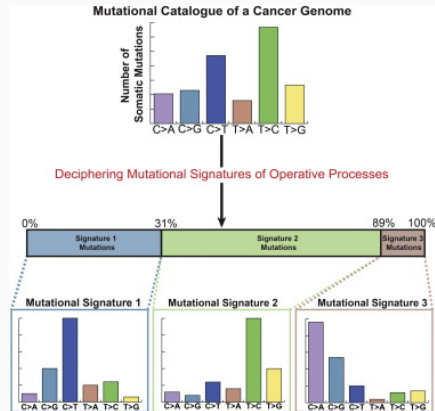 Mutational Catalogue of a Cancer Genome
Number of
Somatic Mutations
C>A C>G C>T T>A T>C T>G
Deciphering Mutational Signatures of Operative Processes
0% 31% 89% 100%
Signature 1 Signature 2 Signature 3
Mutations Mutations Mutations
Mutational Signature 1 Mutational Signature 2 Mutational Signature 3
C>A C>G C>T T>A T>C T>G C>A C>G C>T T>A T>C T>G C>A C>G C>T T>A T>C T>G